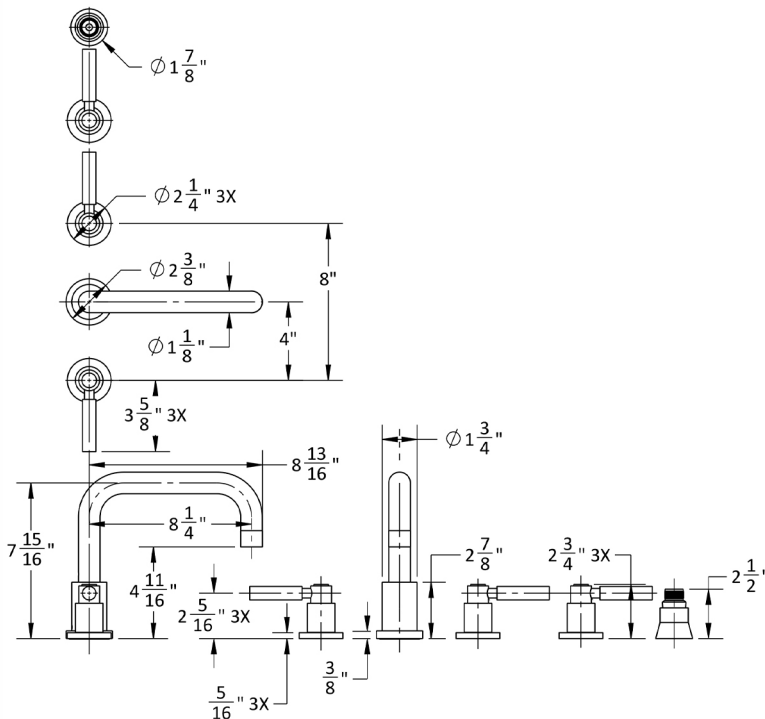 ⌀1 7/8"
⌀2 1/4" 3X
⌀2 3/8"
8"
4"
⌀1 1/8"
3 5/8" 3X
⌀1 3/4"
8 13/16"
8 1/4"
7 15/16"
4 11/16"
2 5/16" 3X
2 7/8"
2 3/4" 3X
2 1/2'
3/8"
5/16" 3X